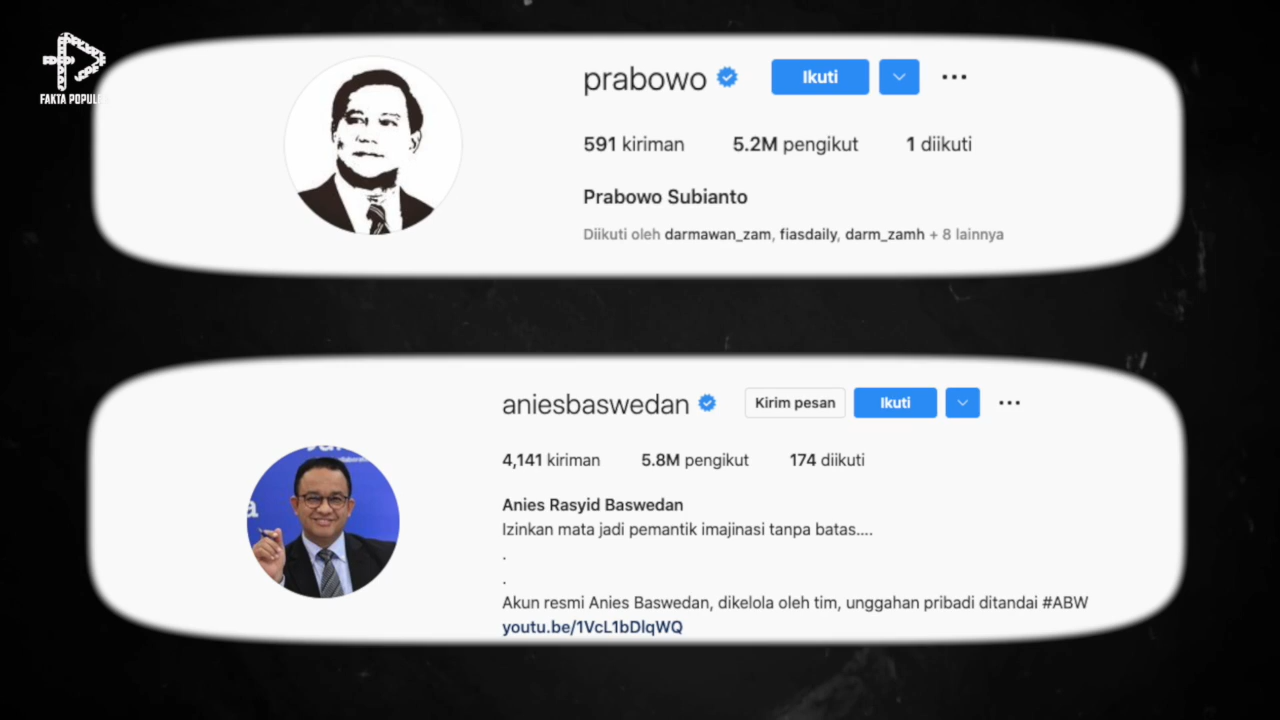 FAKTA POPULE
prabowo
Ikuti
591 kiriman 5.2M pengikut 1 diikuti
Prabowo Subianto
Diikuti oleh darmawan_zam, fiasdaily, darm_zamh + 8 lainnya
aniesbaswedan
Kirim pesan
Ikuti
4,141 kiriman 5.8M pengikut 174 diikuti
Anies Rasyid Baswedan
Izinkan mata jadi pemantik imajinasi tanpa batas....
.
.
Akun resmi Anies Baswedan, dikelola oleh tim, unggahan pribadi ditandai #ABW
youtu.be/1VcL1bDlqWQ